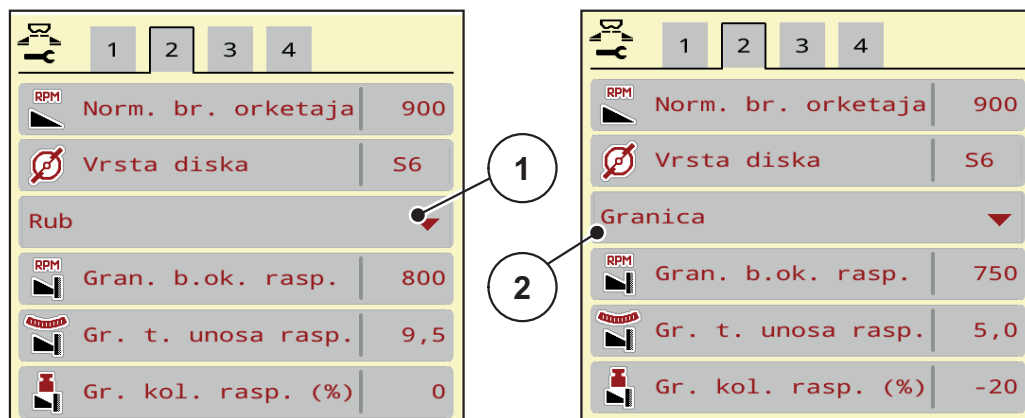 1 2 3 4
RPM Norm. br. orketaja 900
Vrsta diska S6
Rub
RPM Gran. b.ok. rasp. 800
Gr. t. unosa rasp. 9,5
Gr. kol. rasp. (%) 0
1
2
1 2 3 4
RPM Norm. br. orketaja 900
Vrsta diska S6
Granica
RPM Gran. b.ok. rasp. 750
Gr. t. unosa rasp. 5,0
Gr. kol. rasp. (%) -20